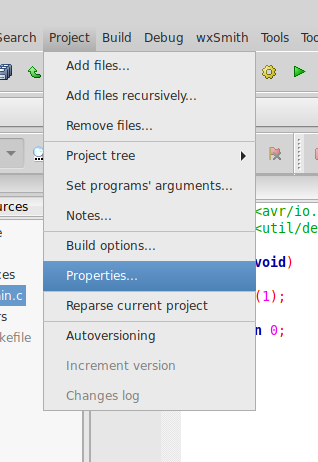 Search Project Build Debug wxSmith Tools Too
Add files...
Add files recursively...
Remove files...
Project tree
Set programs' arguments...
urces
Notes...
<avr/io.
<util/de
e
Build options...
void)
ces
Properties...
in.c
(1);
rs
Reparse current project
kefile
Autoversioning
n 0;
Increment version
Changes log